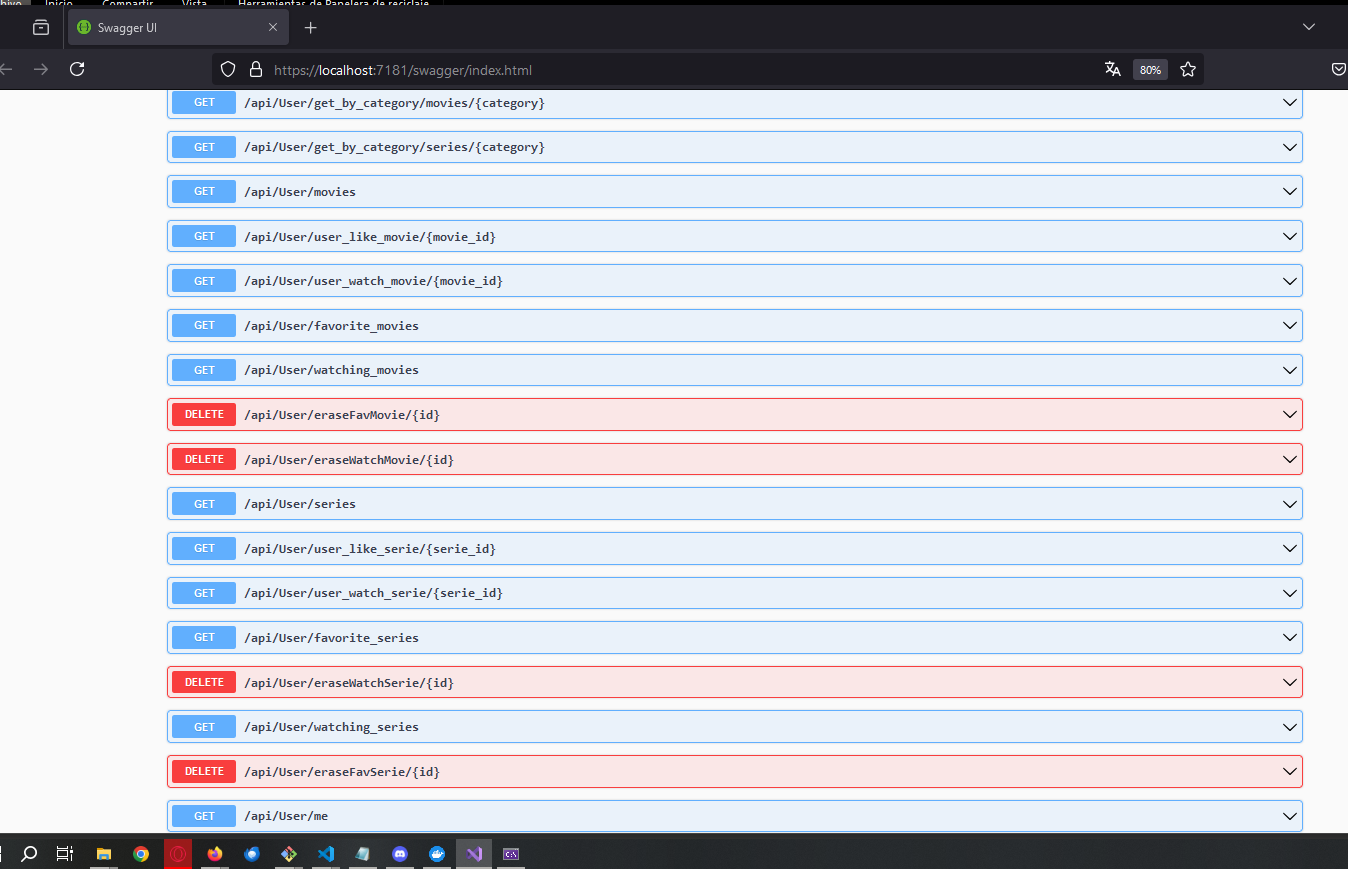 Inicio Compartir Vista Herramientas de Papelera de reciclaje
Swagger UI
https://localhost:7181/swagger/index.html 80%
GET /api/User/get_by_category/movies/{category}
GET /api/User/get_by_category/series/{category}
GET /api/User/movies
GET /api/User/user_like_movie/{movie_id}
GET /api/User/user_watch_movie/{movie_id}
GET /api/User/favorite_movies
GET /api/User/watching_movies
DELETE /api/User/eraseFavMovie/{id}
DELETE /api/User/eraseWatchMovie/{id}
GET /api/User/series
GET /api/User/user_like_serie/{serie_id}
GET /api/User/user_watch_serie/{serie_id}
GET /api/User/favorite_series
DELETE /api/User/eraseWatchSerie/{id}
GET /api/User/watching_series
DELETE /api/User/eraseFavSerie/{id}
GET /api/User/me